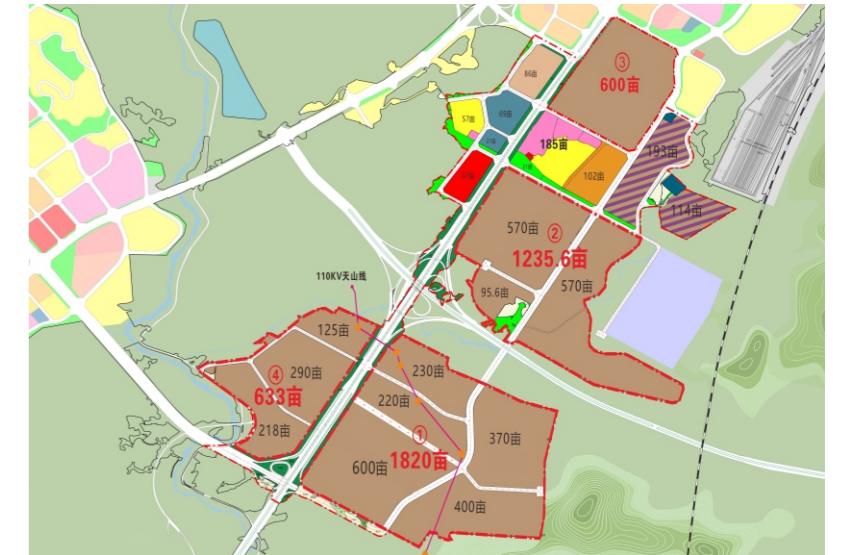 ③
600亩
86亩
57亩
69亩
185亩
102亩
193亩
114亩
570亩
②
1235.6亩
570亩
95.6亩
110KV天山线
125亩
④
290亩
633亩
218亩
230亩
220亩
①
1820亩
370亩
600亩
400亩